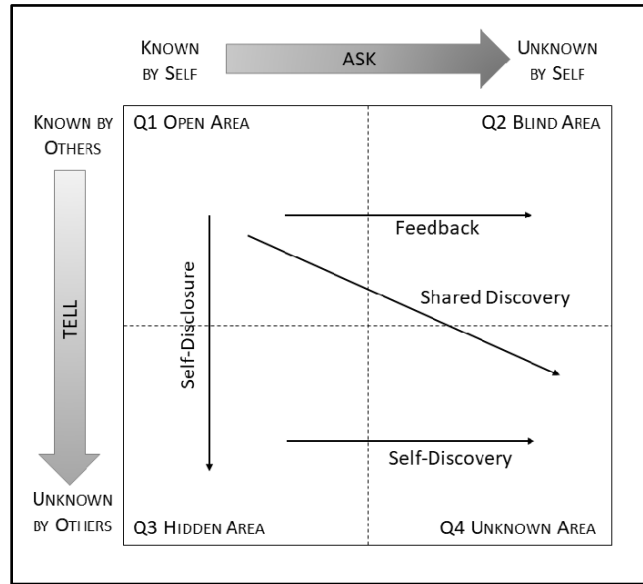 KNOWN
BY SELF
ASK
UNKNOWN
BY SELF
KNOWN BY
OTHERS
Q1 OPEN AREA
Q2 BLIND AREA
Feedback
Shared Discovery
Self-Disclosure
TELL
Self-Discovery
UNKNOWN
BY OTHERS
Q3 HIDDEN AREA
Q4 UNKNOWN AREA